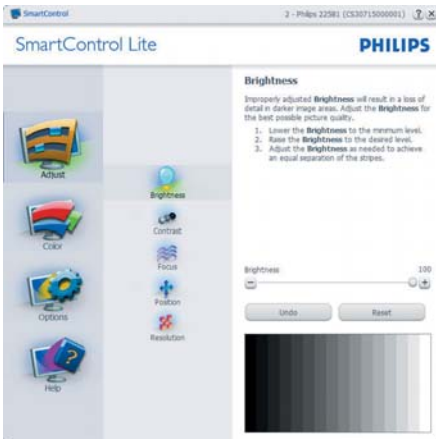 SmartControl
2 - Philips 225B1 (CS30715000001)
SmartControl Lite
PHILIPS
Adjust
Color
Options
Help
Brightness
Contrast
Focus
Position
Resolution
Brightness
Improperly adjusted Brightness will result in a loss of
detail in darker image areas. Adjust the Brightness for
the best possible picture quality.
1. Lower the Brightness to the minimum level.
2. Raise the Brightness to the desired level.
3. Adjust the Brightness as needed to achieve
an equal separation of the stripes.
Brightness 100
Undo Reset